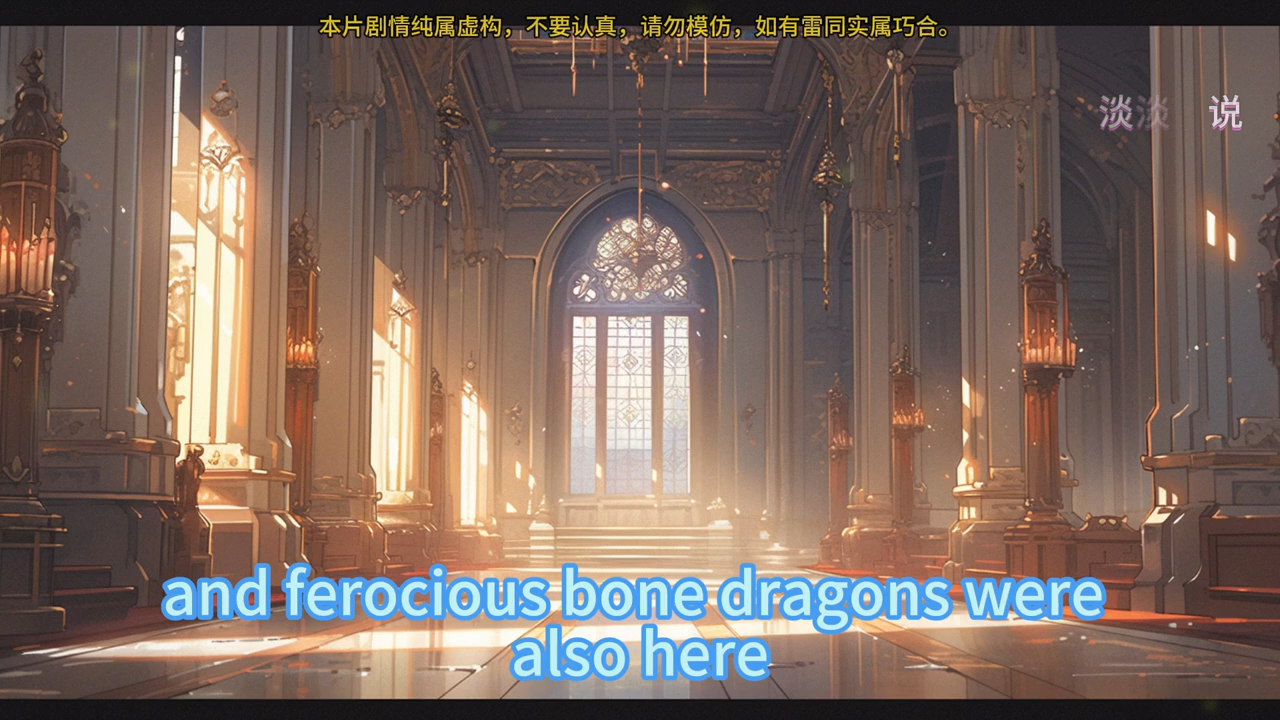 本片剧情纯属虚构，不要认真，请勿模仿，如有雷同实属巧合。
淡淡 说
and ferocious bone dragons were
also here